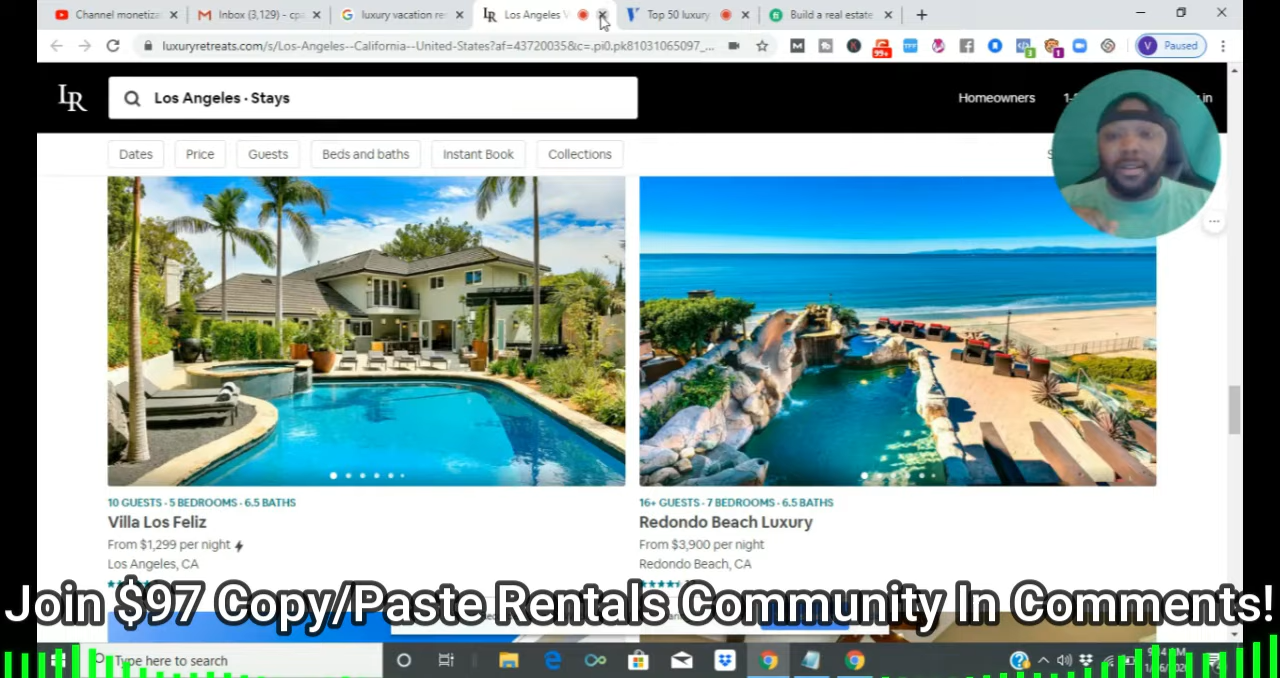 Channel monetiza
Inbox (3,129) - cpa
luxury vacation re
Los Angeles V
Top 50 luxury
Build a real estate
luxuryretreats.com/s/Los-Angeles--California--United-States?af=43720035&c=.pi0.pk81031065097_...
Paused
LR
Los Angeles · Stays
Homeowners
Dates
Price
Guests
Beds and baths
Instant Book
Collections
10 GUESTS · 5 BEDROOMS · 6.5 BATHS
Villa Los Feliz
From $1,299 per night
Los Angeles, CA
16+ GUESTS · 7 BEDROOMS · 6.5 BATHS
Redondo Beach Luxury
From $3,900 per night
Redondo Beach, CA
Join $97 Copy/Paste Rentals Community In Comments!
Type here to search